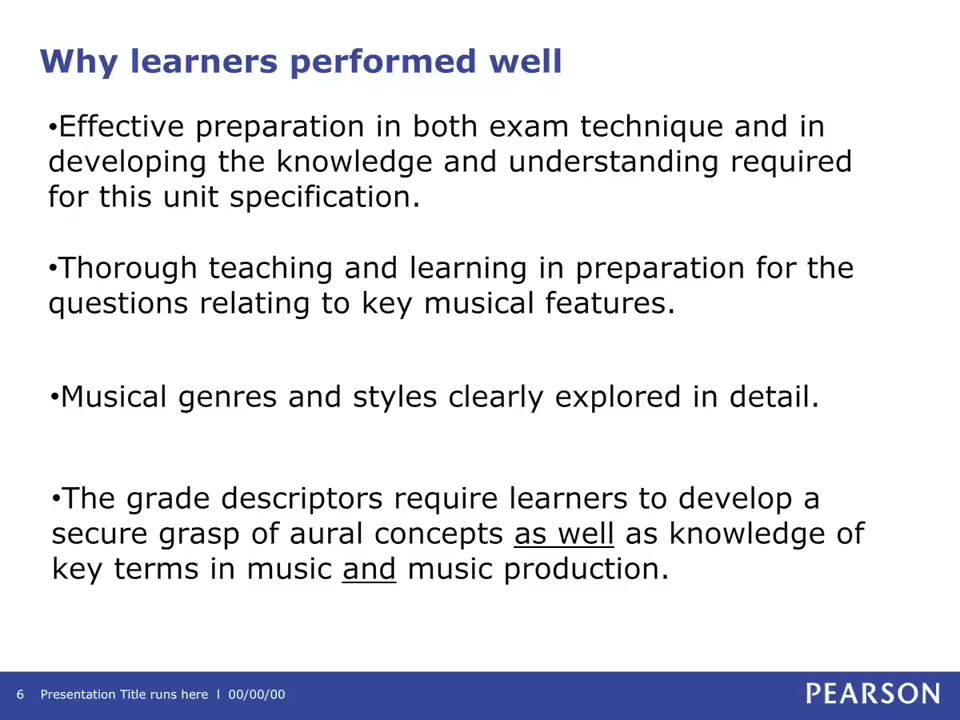 Why learners performed well
•Effective preparation in both exam technique and in
developing the knowledge and understanding required
for this unit specification.
•Thorough teaching and learning in preparation for the
questions relating to key musical features.
•Musical genres and styles clearly explored in detail.
•The grade descriptors require learners to develop a
secure grasp of aural concepts as well as knowledge of
key terms in music and music production.
6 Presentation Title runs here l 00/00/00
PEARSON